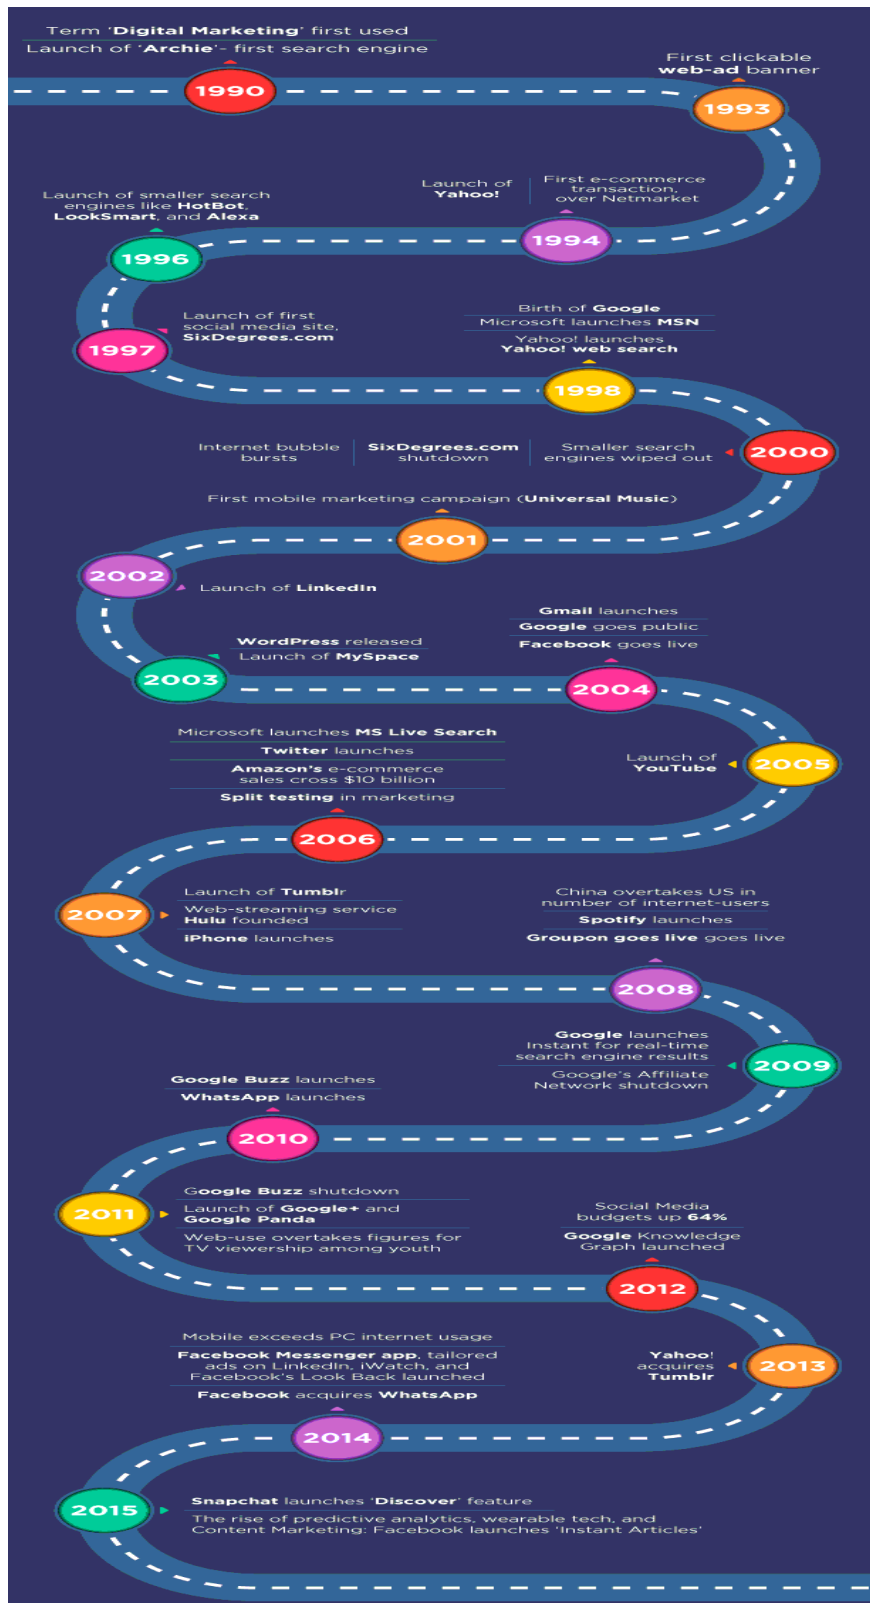 Term 'Digital Marketing' first used
Launch of 'Archie'- first search engine
1990
First clickable
web-ad banner
1993
Launch of
Yahoo!
First e-commerce
transaction,
over Netmarket
1994
Launch of smaller search
engines like HotBot,
LookSmart, and Alexa
1996
Launch of first
social media site,
SixDegrees.com
1997
Birth of Google
Microsoft launches MSN
Yahoo! launches
Yahoo! web search
1998
Internet bubble
bursts
SixDegrees.com
shutdown
Smaller search
engines wiped out
2000
First mobile marketing campaign (Universal Music)
2001
2002
Launch of LinkedIn
WordPress released
Launch of MySpace
2003
Gmail launches
Google goes public
Facebook goes live
2004
Launch of
YouTube
2005
Microsoft launches MS Live Search
Twitter launches
Amazon's e-commerce
sales cross $10 billion
Split testing in marketing
2006
Launch of Tumblr
Web-streaming service
Hulu founded
iPhone launches
2007
China overtakes US in
number of internet-users
Spotify launches
Groupon goes live goes live
2008
Google launches
Instant for real-time
search engine results
Google's Affiliate
Network shutdown
2009
Google Buzz launches
WhatsApp launches
2010
Google Buzz shutdown
Launch of Google+ and
Google Panda
Web-use overtakes figures for
TV viewership among youth
2011
Social Media
budgets up 64%
Google Knowledge
Graph launched
2012
Yahoo!
acquires
Tumblr
2013
Mobile exceeds PC internet usage
Facebook Messenger app, tailored
ads on LinkedIn, iWatch, and
Facebook's Look Back launched
Facebook acquires WhatsApp
2014
2015
Snapchat launches 'Discover' feature
The rise of predictive analytics, wearable tech, and
Content Marketing: Facebook launches 'Instant Articles'